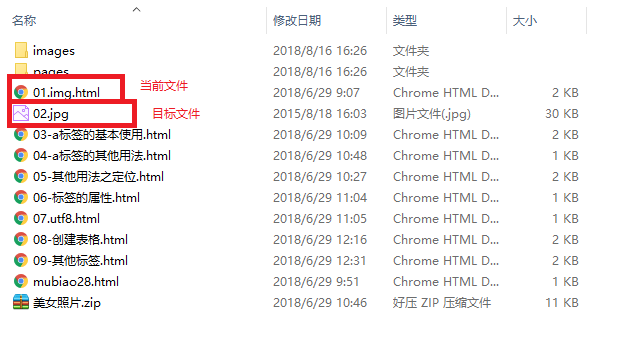 名称 修改日期 类型 大小
images 2018/8/16 16:26 文件夹
pages 2018/8/16 16:26 文件夹
01.img.html 当前文件 2018/6/29 9:07 Chrome HTML D... 2 KB
02.jpg 目标文件 2015/8/18 16:03 图片文件(.jpg) 30 KB
03-a标签的基本使用.html 2018/6/29 10:09 Chrome HTML D... 2 KB
04-a标签的其他用法.html 2018/6/29 10:48 Chrome HTML D... 1 KB
05-其他用法之定位.html 2018/6/29 10:26 Chrome HTML D... 2 KB
06-标签的属性.html 2018/6/29 11:04 Chrome HTML D... 1 KB
07.utf8.html 2018/6/29 11:05 Chrome HTML D... 1 KB
08-创建表格.html 2018/6/29 12:16 Chrome HTML D... 2 KB
09-其他标签.html 2018/6/29 12:31 Chrome HTML D... 2 KB
mubiao28.html 2018/6/29 9:51 Chrome HTML D... 1 KB
美女照片.zip 2018/6/29 10:46 好压 ZIP 压缩文件 11 KB